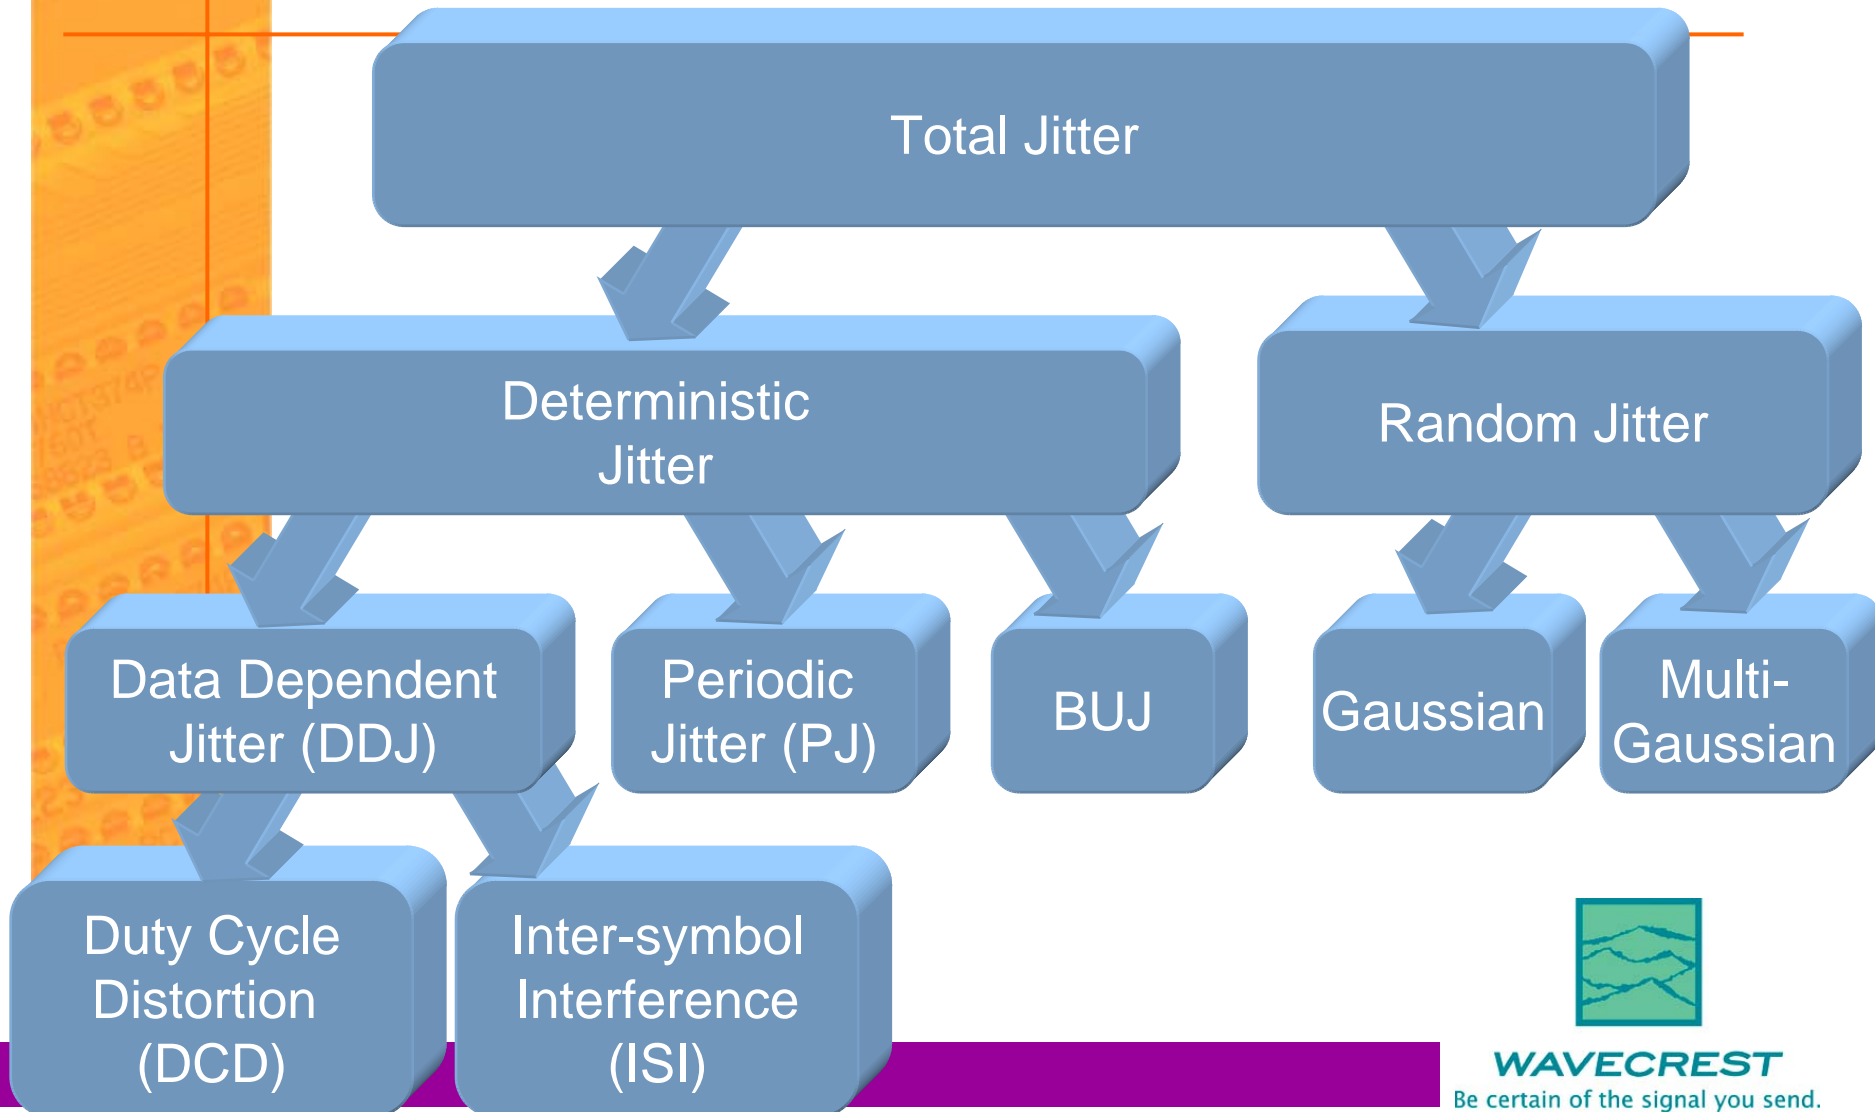 Total Jitter
Deterministic
Jitter
Random Jitter
Data Dependent
Jitter (DDJ)
Periodic
Jitter (PJ)
BUJ
Gaussian
Multi-
Gaussian
Duty Cycle
Distortion
(DCD)
Inter-symbol
Interference
(ISI)
WAVECREST
Be certain of the signal you send.